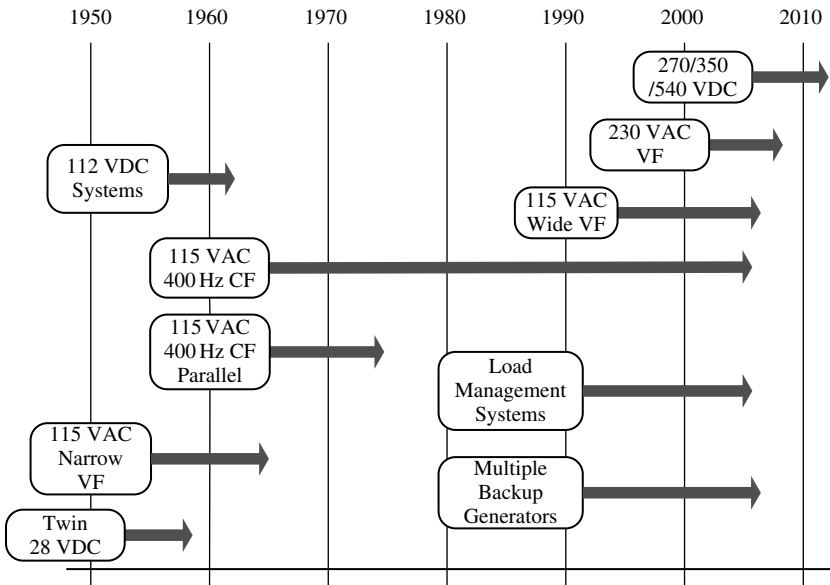 1950 1960 1970 1980 1990 2000 2010
270/350
/540 VDC
230 VAC
VF
112 VDC
Systems
115 VAC
Wide VF
115 VAC
400 Hz CF
115 VAC
400 Hz CF
Parallel
Load
Management
Systems
115 VAC
Narrow
VF
Multiple
Backup
Generators
Twin
28 VDC